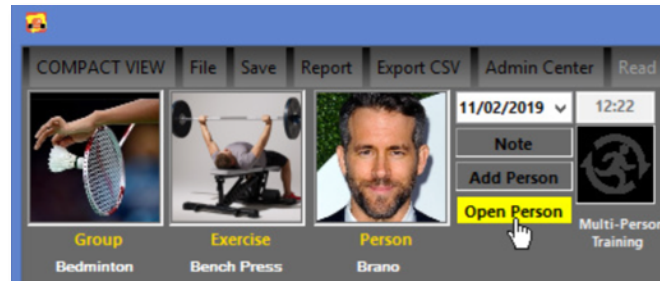 COMPACT VIEW File Save Report Export CSV Admin Center Read
11/02/2019 12:22
Note
Add Person
Open Person
Multi-Person
Training
Group Exercise Person
Bedminton Bench Press Brano